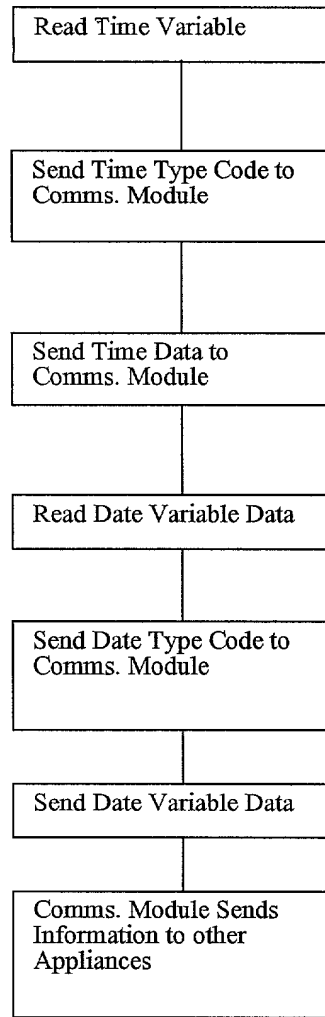 Read Time Variable
Send Time Type Code to
Comms. Module
Send Time Data to
Comms. Module
Read Date Variable Data
Send Date Type Code to
Comms. Module
Send Date Variable Data
Comms. Module Sends
Information to other
Appliances